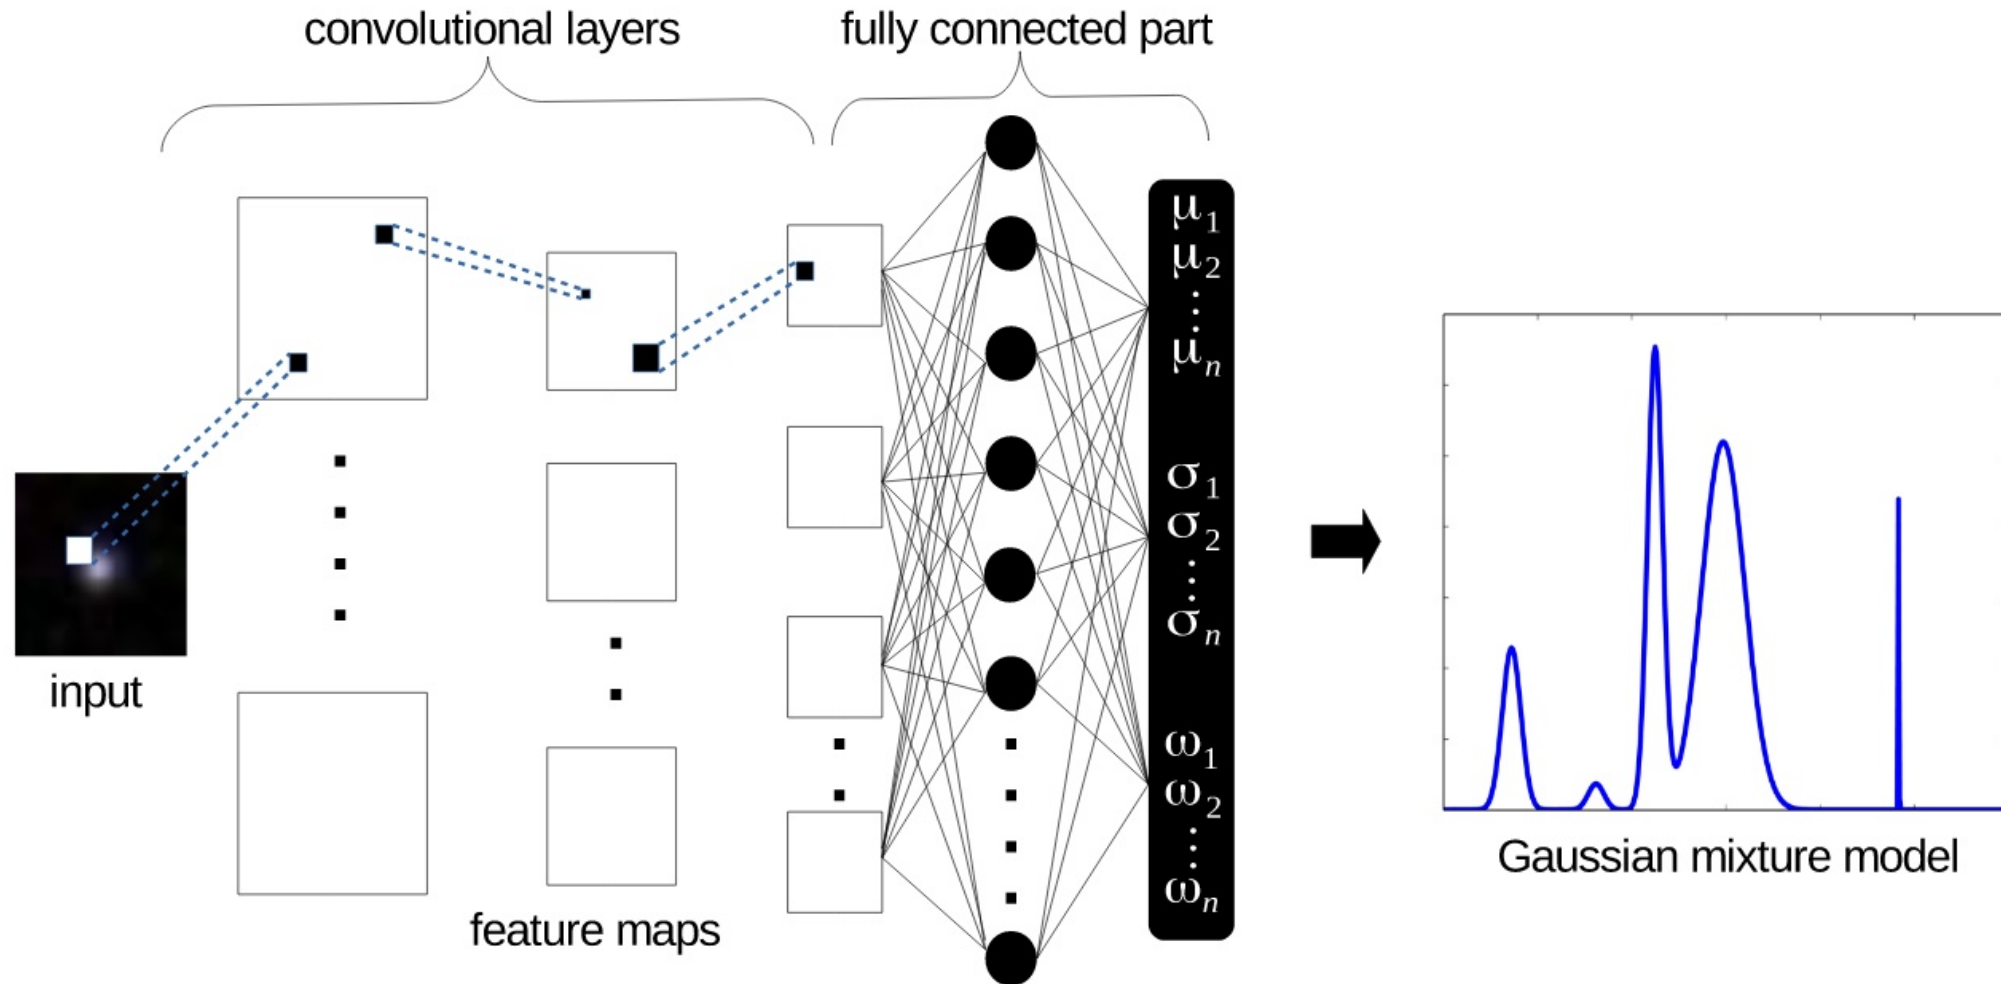 convolutional layers
fully connected part
input
feature maps
μ1
μ2
⋮
μn
σ1
σ2
⋮
σn
ω1
ω2
⋮
ωn
Gaussian mixture model